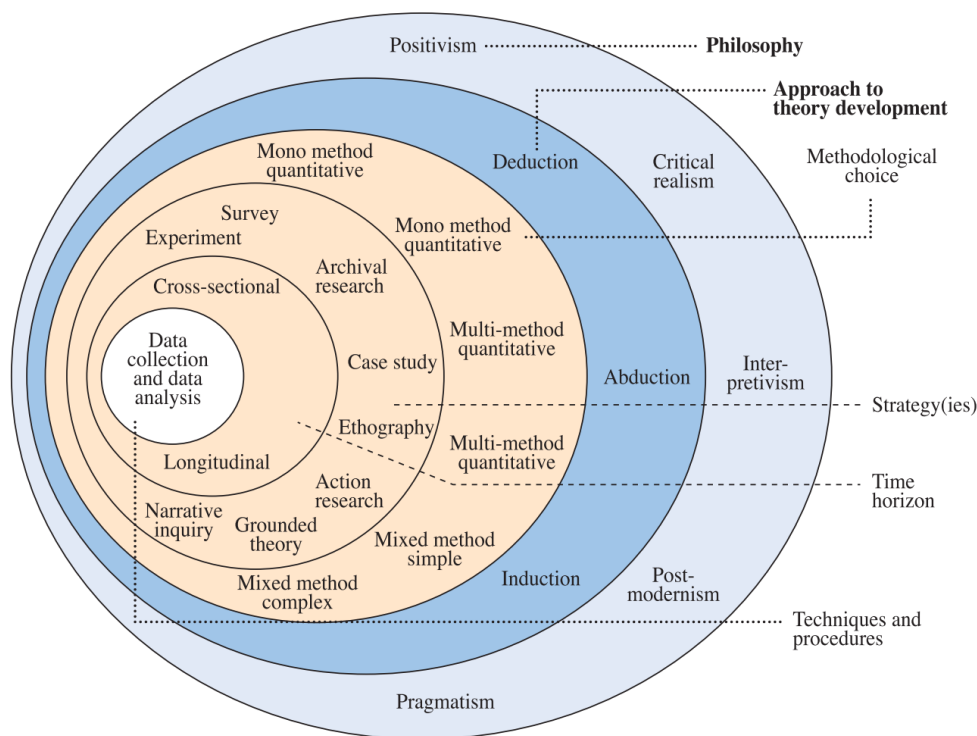 Positivism
Philosophy
Approach to
theory development
Mono method
quantitative
Deduction
Critical
realism
Methodological
choice
Survey
Experiment
Mono method
quantitative
Archival
research
Cross-sectional
Data
collection
and data
analysis
Multi-method
quantitative
Case study
Abduction
Inter-
pretivism
Strategy(ies)
Ethography
Multi-method
quantitative
Longitudinal
Time
horizon
Action
research
Narrative
inquiry
Grounded
theory
Mixed method
simple
Mixed method
complex
Induction
Post-
modernism
Techniques and
procedures
Pragmatism